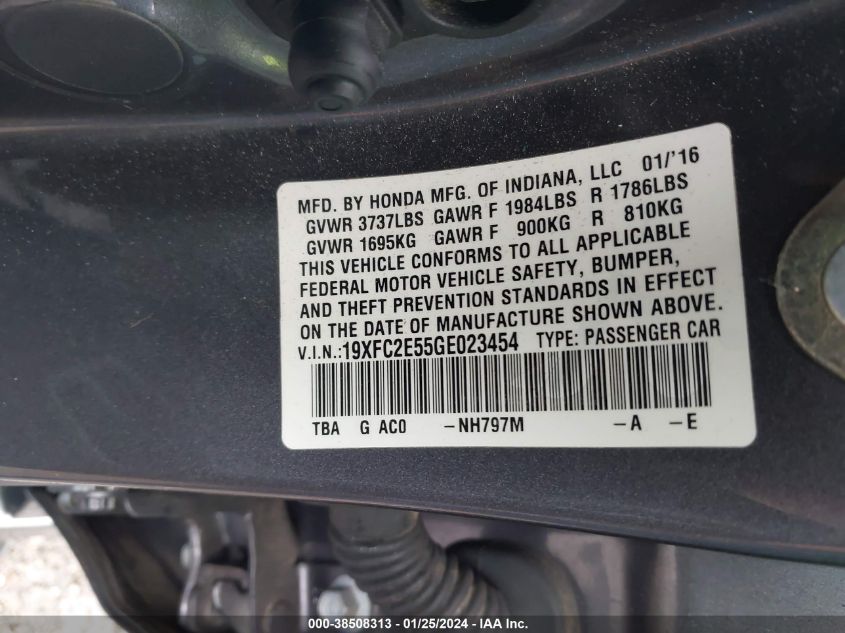 MFD. BY HONDA MFG. OF INDIANA, LLC 01/'16
GVWR 3737LBS GAWR F 1984LBS R 1786LBS
GVWR 1695KG GAWR F 900KG R 810KG
THIS VEHICLE CONFORMS TO ALL APPLICABLE
FEDERAL MOTOR VEHICLE SAFETY, BUMPER,
AND THEFT PREVENTION STANDARDS IN EFFECT
ON THE DATE OF MANUFACTURE SHOWN ABOVE.
V.I.N.:19XFC2E55GE023454 TYPE: PASSENGER CAR
TBA G AC0 -NH797M -A -E
000-38508313 - 01/25/2024 - IAA Inc.